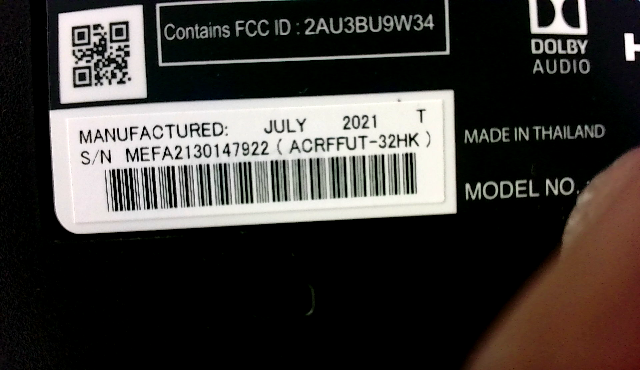 Contains FCC ID : 2AU3BU9W34
DOLBY
AUDIO
H
MANUFACTURED: JULY 2021 T
S/N MEFA2130147922 ( ACRFFUT-32HK )
MADE IN THAILAND
MODEL NO.